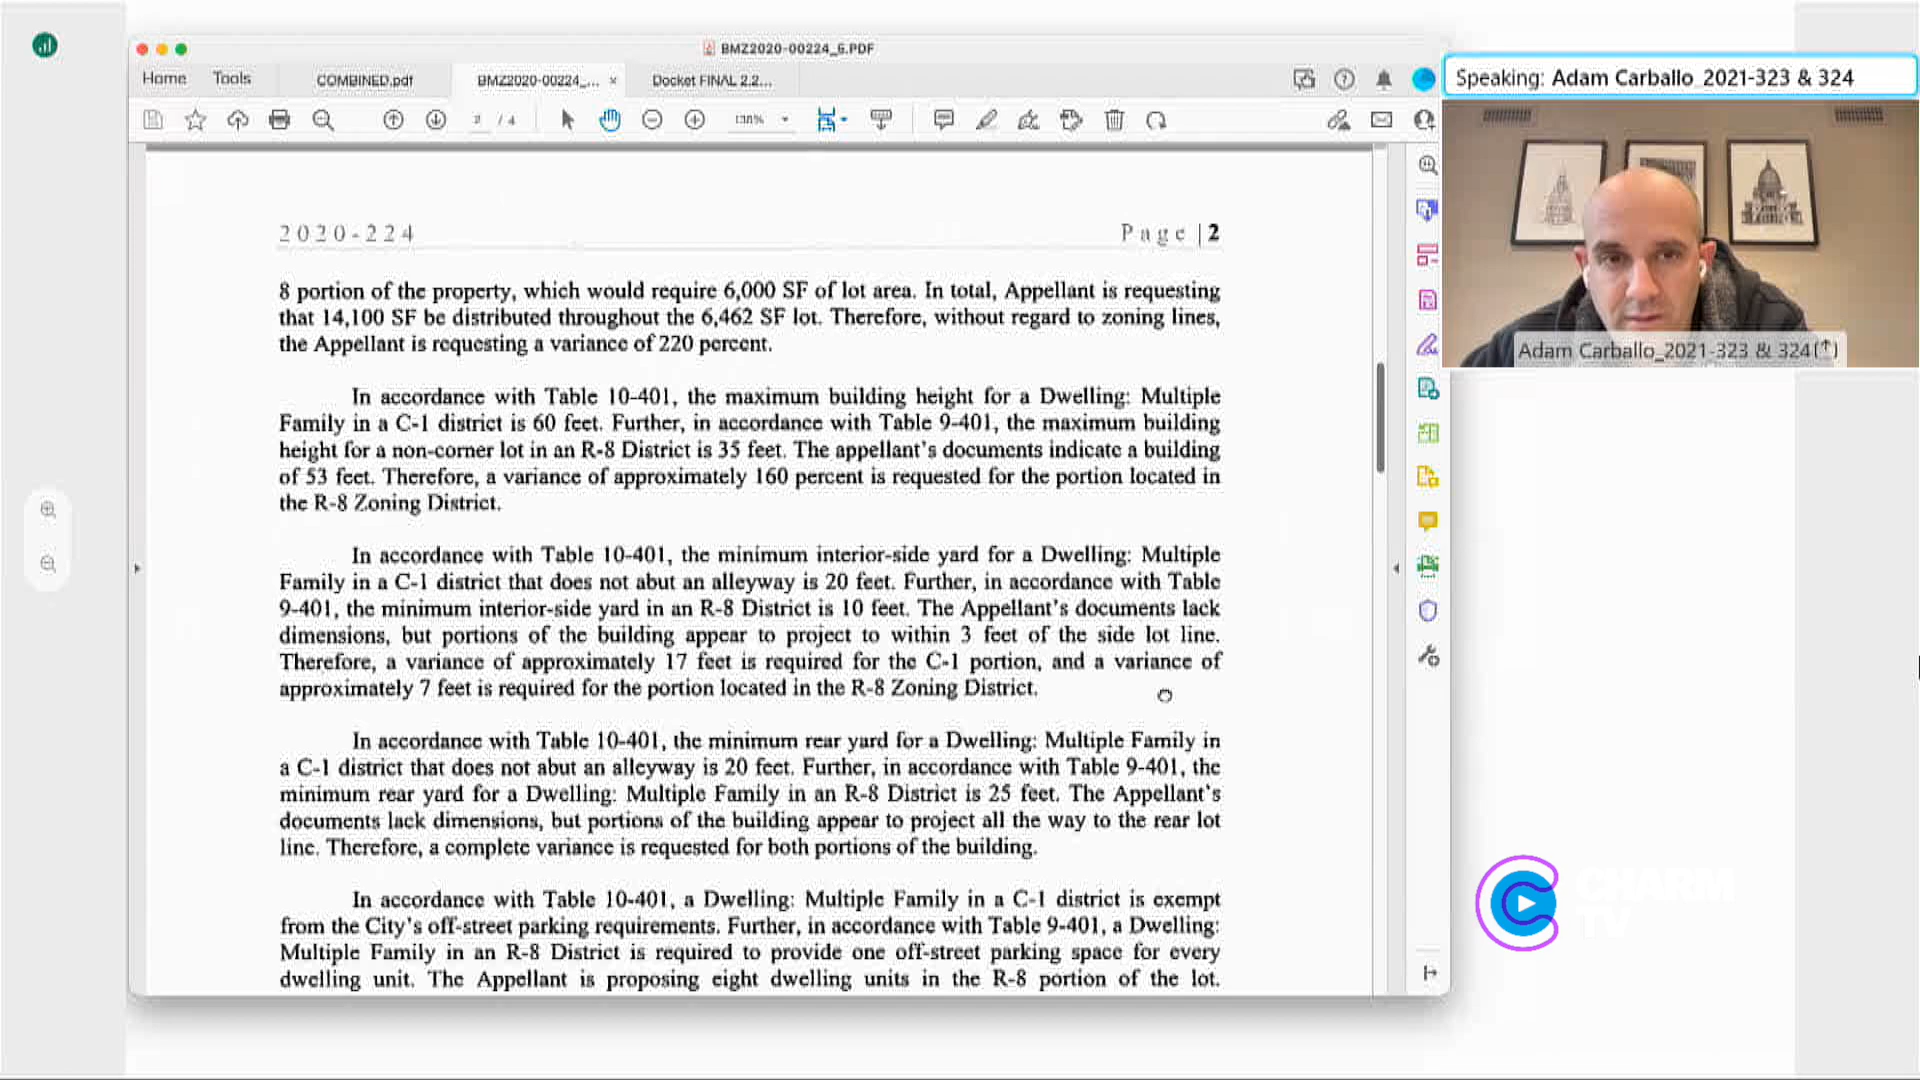 BMZ2020-00224_6.PDF
Home Tools COMBINED.pdf BMZ2020-00224_... × Docket FINAL 2.2...
2 / 4 138%
Speaking: Adam Carballo_2021-323 & 324
Adam Carballo_2021-323 & 324(↑)
2020-224 Page | 2
8 portion of the property, which would require 6,000 SF of lot area. In total, Appellant is requesting
that 14,100 SF be distributed throughout the 6,462 SF lot. Therefore, without regard to zoning lines,
the Appellant is requesting a variance of 220 percent.
In accordance with Table 10-401, the maximum building height for a Dwelling: Multiple
Family in a C-1 district is 60 feet. Further, in accordance with Table 9-401, the maximum building
height for a non-corner lot in an R-8 District is 35 feet. The appellant's documents indicate a building
of 53 feet. Therefore, a variance of approximately 160 percent is requested for the portion located in
the R-8 Zoning District.
In accordance with Table 10-401, the minimum interior-side yard for a Dwelling: Multiple
Family in a C-1 district that does not abut an alleyway is 20 feet. Further, in accordance with Table
9-401, the minimum interior-side yard in an R-8 District is 10 feet. The Appellant's documents lack
dimensions, but portions of the building appear to project to within 3 feet of the side lot line.
Therefore, a variance of approximately 17 feet is required for the C-1 portion, and a variance of
approximately 7 feet is required for the portion located in the R-8 Zoning District.
In accordance with Table 10-401, the minimum rear yard for a Dwelling: Multiple Family in
a C-1 district that does not abut an alleyway is 20 feet. Further, in accordance with Table 9-401, the
minimum rear yard for a Dwelling: Multiple Family in an R-8 District is 25 feet. The Appellant's
documents lack dimensions, but portions of the building appear to project all the way to the rear lot
line. Therefore, a complete variance is requested for both portions of the building.
In accordance with Table 10-401, a Dwelling: Multiple Family in a C-1 district is exempt
from the City's off-street parking requirements. Further, in accordance with Table 9-401, a Dwelling:
Multiple Family in an R-8 District is required to provide one off-street parking space for every
dwelling unit. The Appellant is proposing eight dwelling units in the R-8 portion of the lot.
CHARM
TV